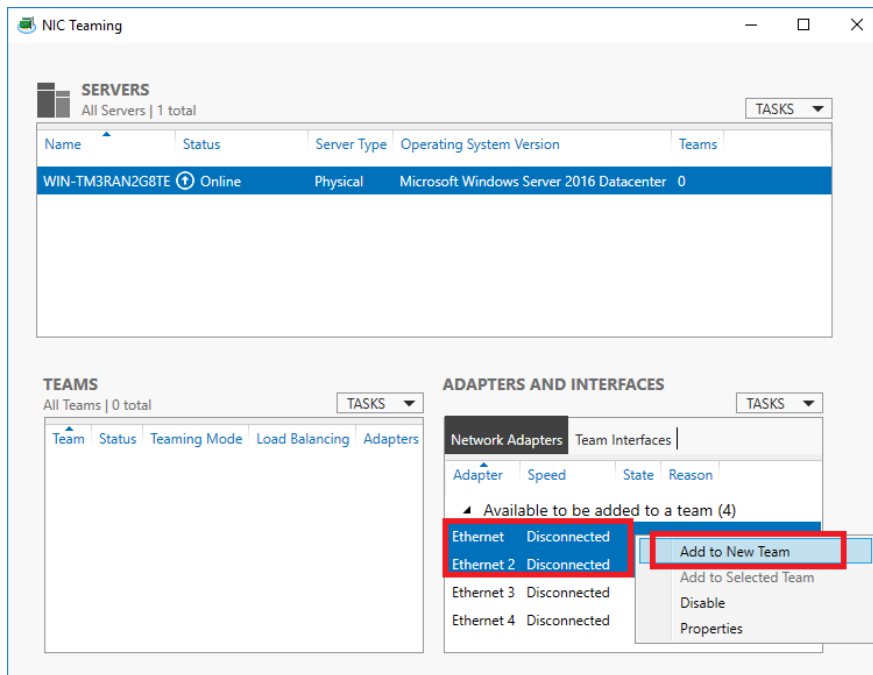 NIC Teaming
SERVERS
All Servers | 1 total
TASKS
Name Status Server Type Operating System Version Teams
WIN-TM3RAN2G8TE Online Physical Microsoft Windows Server 2016 Datacenter 0
TEAMS
All Teams | 0 total
TASKS
Team Status Teaming Mode Load Balancing Adapters
ADAPTERS AND INTERFACES
TASKS
Network Adapters Team Interfaces
Adapter Speed State Reason
Available to be added to a team (4)
Ethernet Disconnected
Ethernet 2 Disconnected
Ethernet 3 Disconnected
Ethernet 4 Disconnected
Add to New Team
Add to Selected Team
Disable
Properties